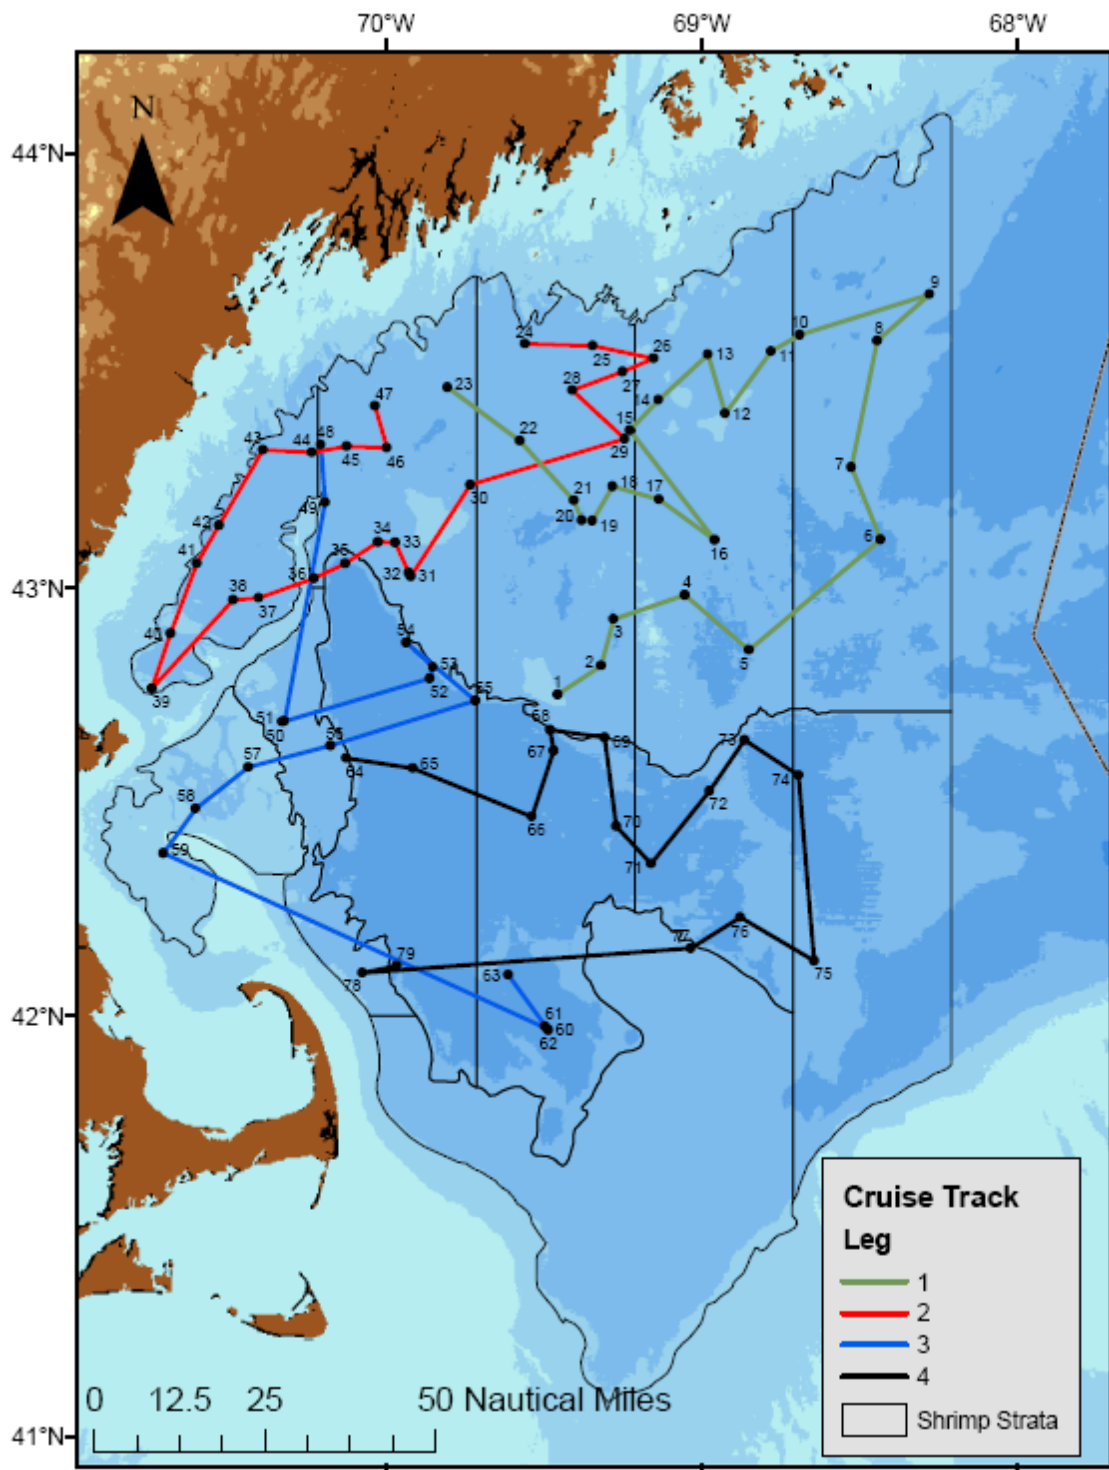 70°W 69°W 68°W
N
44°N
9
10 8
24 25 26 13 11
27
28 14 12
23 47
15
22 29
43 44 48 45 46
7
30 18 17
21
49
42 20 19 16 6
34 33
41 35
32 31
43°N
36
38 37
4
40 3
54 5
53 2
39 52 55 1
51
50 68 69 73
56 67
57 64 65 74
58 66 70 72
59 71
76
77
79 75
78 63
42°N
61
60
62
Cruise Track
Leg
1
2
3
4
Shrimp Strata
0 12.5 25 50 Nautical Miles
41°N